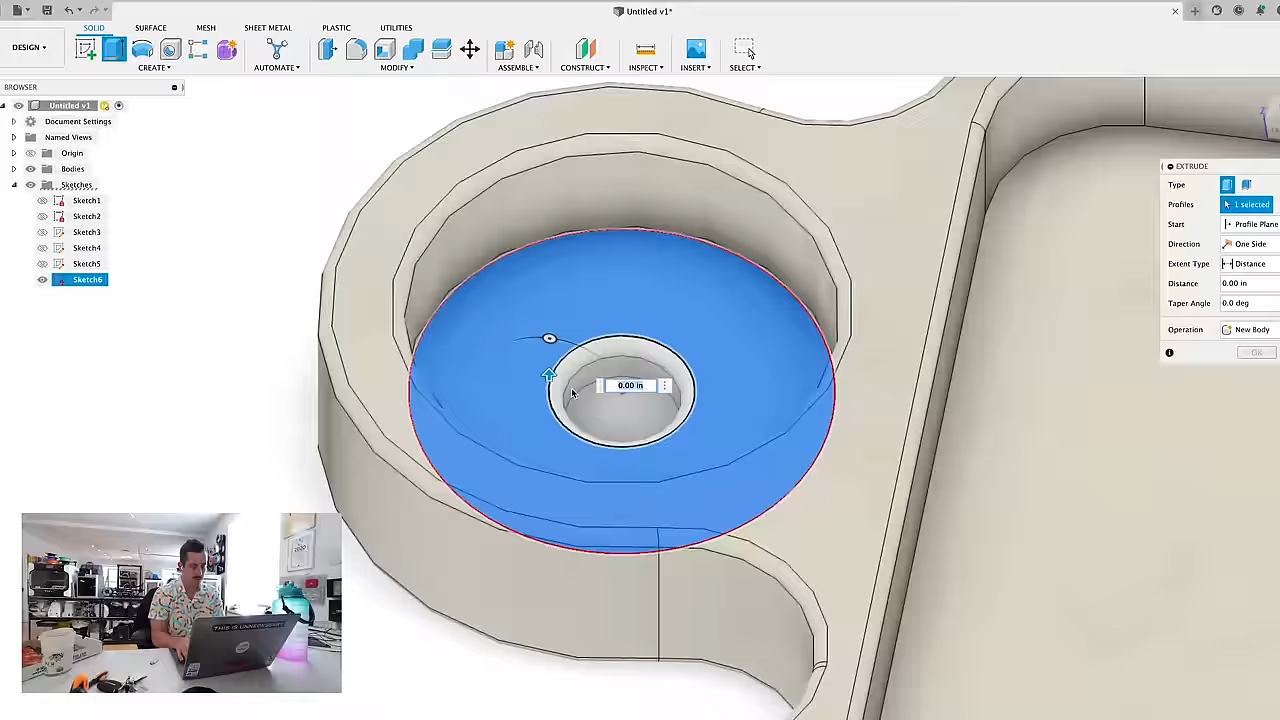 Untitled v1*
DESIGN
SOLID
SURFACE
MESH
SHEET METAL
PLASTIC
UTILITIES
CREATE
AUTOMATE
MODIFY
ASSEMBLE
CONSTRUCT
INSPECT
INSERT
SELECT
BROWSER
Untitled v1
Document Settings
Named Views
Origin
Bodies
Sketches
Sketch1
Sketch2
Sketch3
Sketch4
Sketch5
Sketch6
0.00 in
Z
EXTRUDE
Type
Profiles 1 selected
Start Profile Plane
Direction One Side
Extent Type Distance
Distance 0.00 in
Taper Angle 0.0 deg
Operation New Body
OK
THIS IS UNNECESSARY